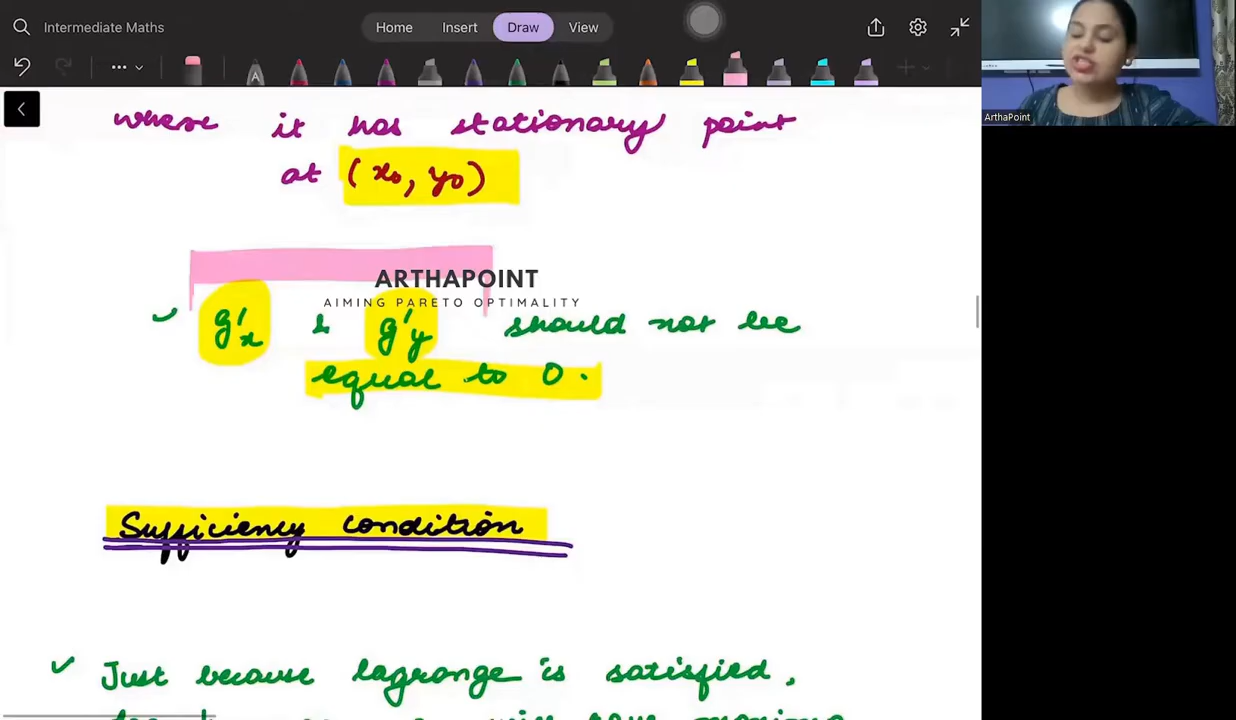 Intermediate Maths
Home Insert Draw View
A
where it has stationary point
at (x0, y0)
ARTHAPOINT
AIMING PARETO OPTIMALITY
g'x & g'y should not be
equal to 0.
Sufficiency condition
Just because lagrange is satisfied,
ArthaPoint